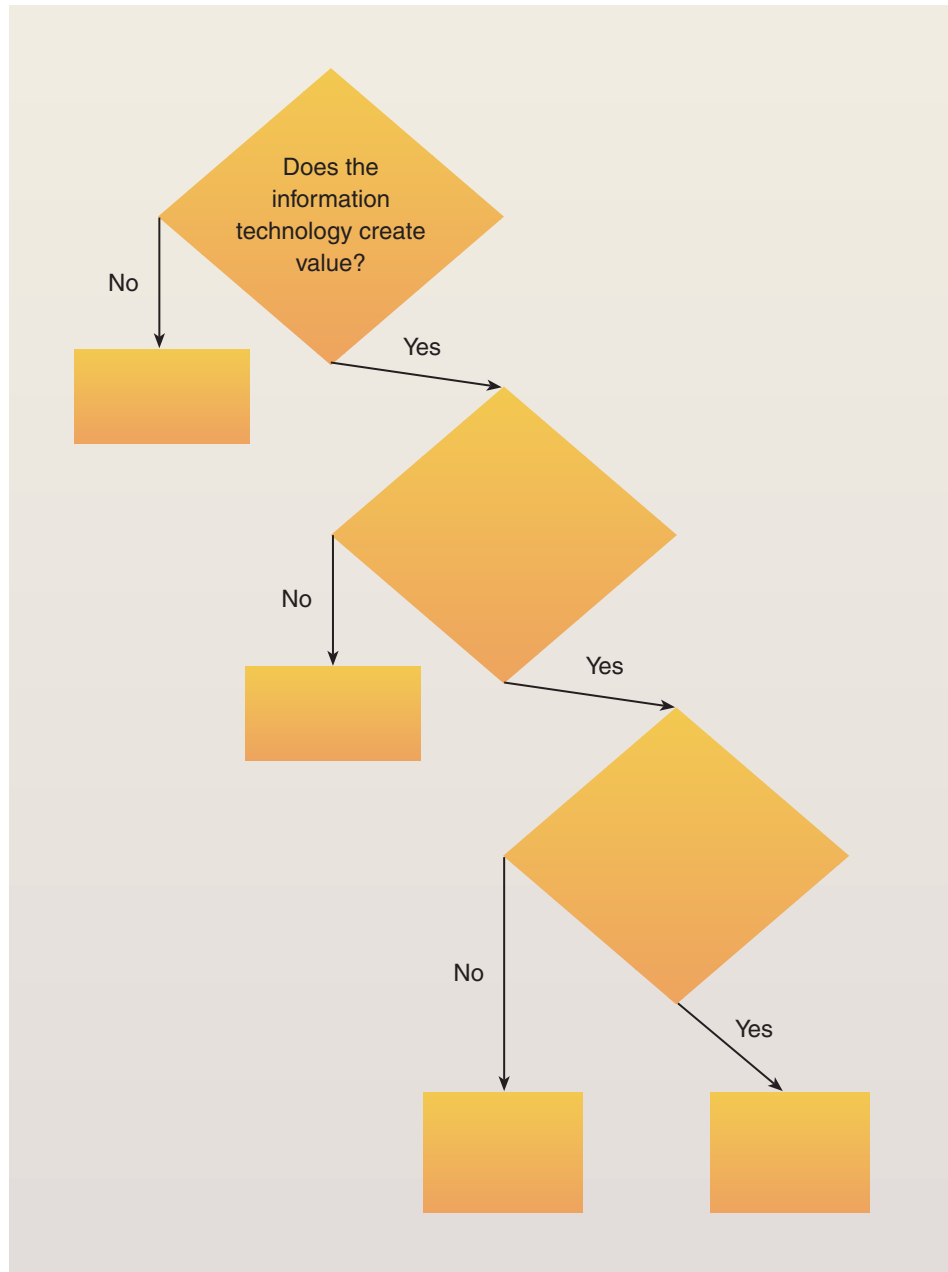 Does the
information
technology create
value?
No
Yes
No
Yes
No
Yes